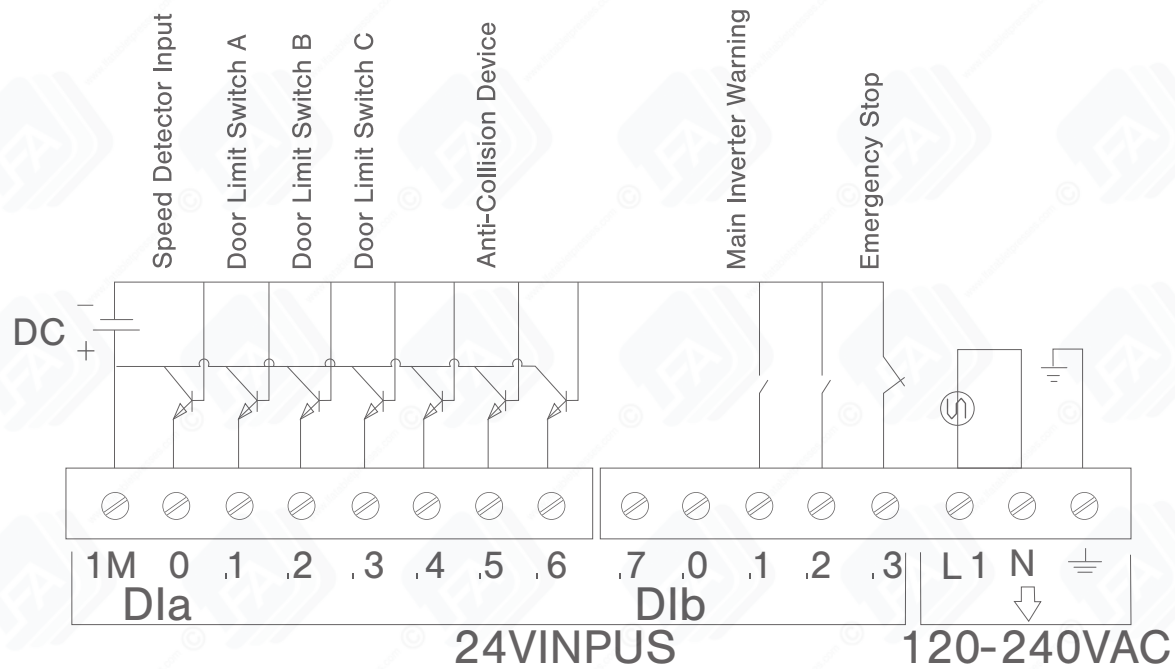 Speed Detector Input
Door Limit Switch A
Door Limit Switch B
Door Limit Switch C
Anti-Collision Device
Main Inverter Warning
Emergency Stop
−
DC
+
1M 0 .1 .2 .3 .4 .5 .6 .7 .0 .1 .2 .3 L1 N
DIa DIb
24VINPUS 120-240VAC